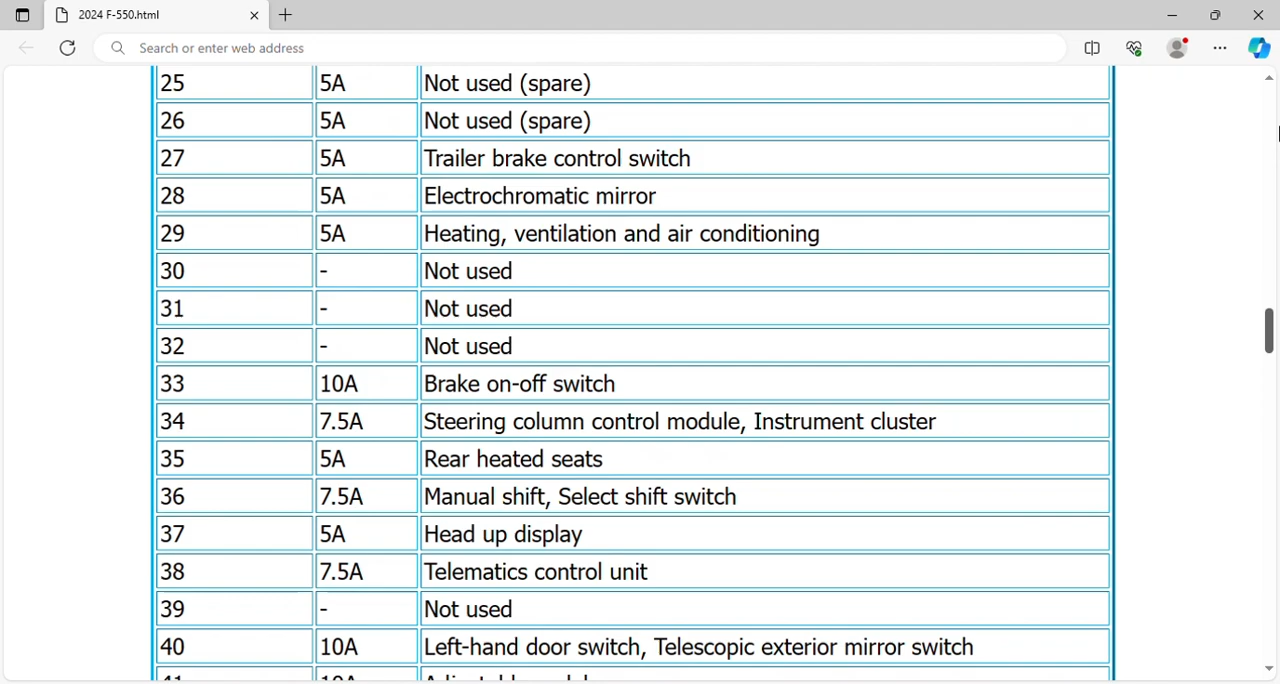 2024 F-550.html
Search or enter web address
25 5A Not used (spare)
26 5A Not used (spare)
27 5A Trailer brake control switch
28 5A Electrochromatic mirror
29 5A Heating, ventilation and air conditioning
30 - Not used
31 - Not used
32 - Not used
33 10A Brake on-off switch
34 7.5A Steering column control module, Instrument cluster
35 5A Rear heated seats
36 7.5A Manual shift, Select shift switch
37 5A Head up display
38 7.5A Telematics control unit
39 - Not used
40 10A Left-hand door switch, Telescopic exterior mirror switch
41 10A